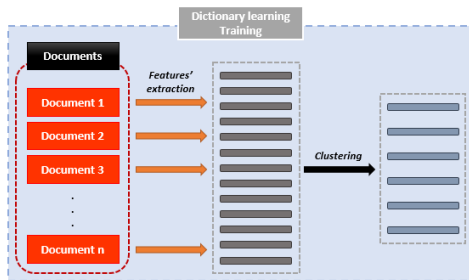 Dictionary learning
Training
Documents
Features'
extraction
Document 1
Document 2
Document 3
.
.
.
Document n
Clustering